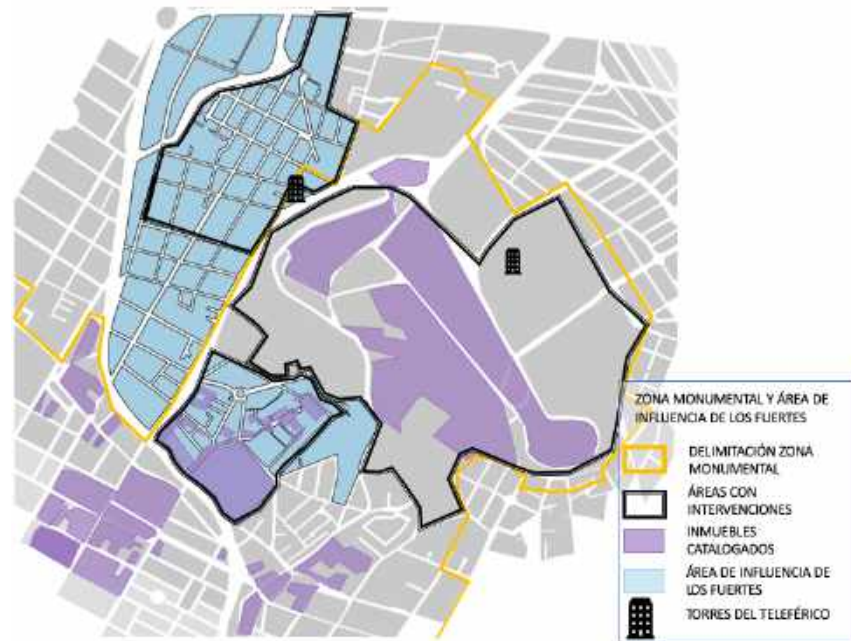 ZONA MONUMENTAL Y ÁREA DE
INFLUENCIA DE LOS FUERTES
DELIMITACIÓN ZONA
MONUMENTAL
ÁREAS CON
INTERVENCIONES
INMUEBLES
CATALOGADOS
ÁREA DE INFLUENCIA DE
LOS FUERTES
TORRES DEL TELEFÉRICO